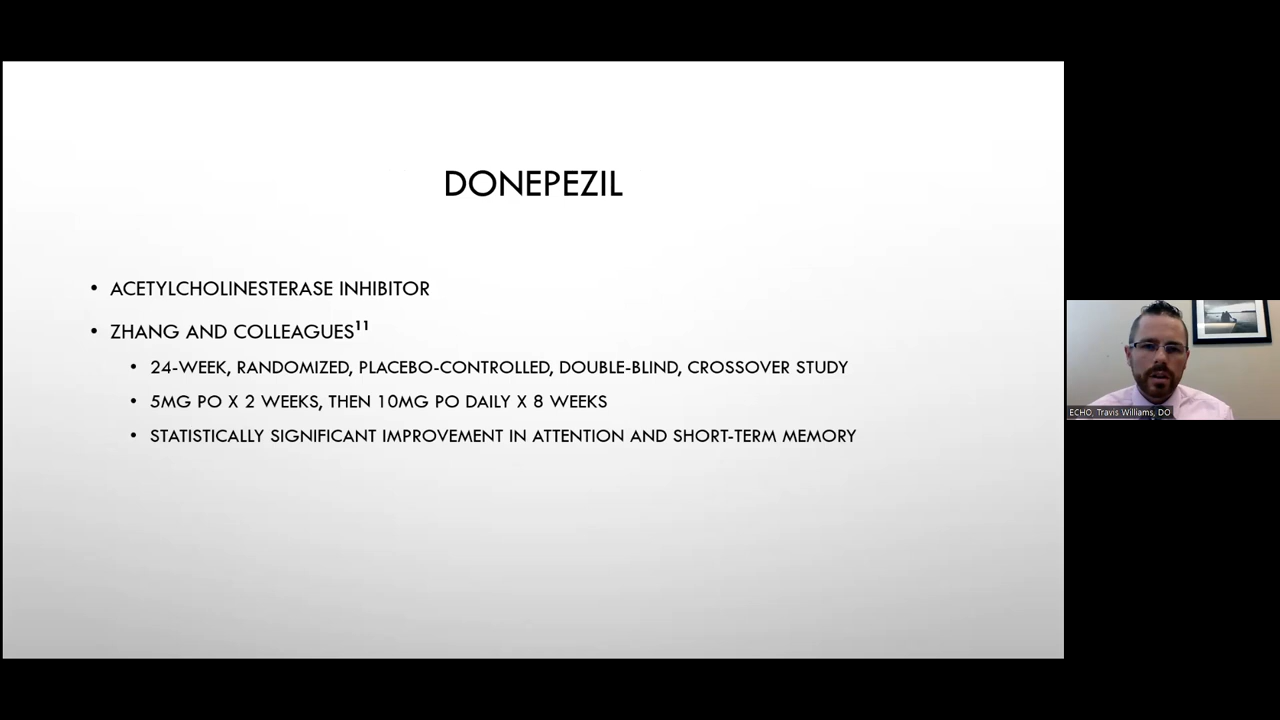 DONEPEZIL
• ACETYLCHOLINESTERASE INHIBITOR
• ZHANG AND COLLEAGUES¹¹
• 24-WEEK, RANDOMIZED, PLACEBO-CONTROLLED, DOUBLE-BLIND, CROSSOVER STUDY
• 5MG PO X 2 WEEKS, THEN 10MG PO DAILY X 8 WEEKS
• STATISTICALLY SIGNIFICANT IMPROVEMENT IN ATTENTION AND SHORT-TERM MEMORY
ECHO, Travis Williams, DO